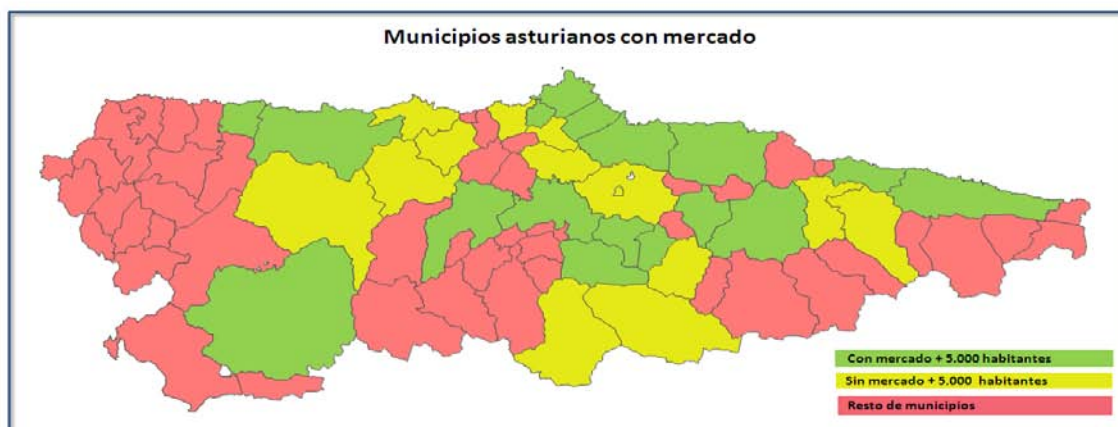 Municipios asturianos con mercado
Con mercado + 5.000 habitantes
Sin mercado + 5.000 habitantes
Resto de municipios